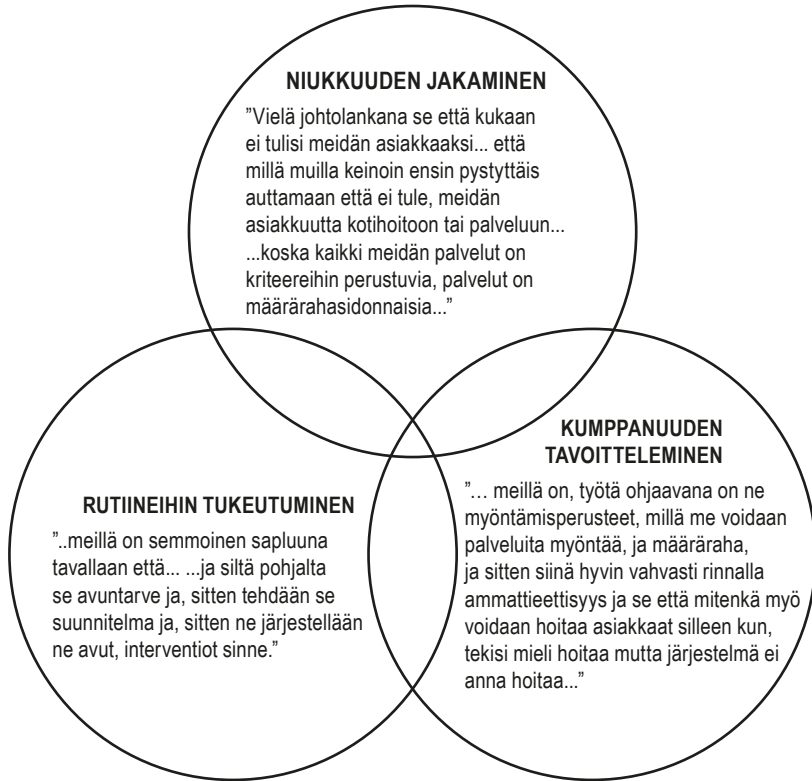 NIUKKUUDEN JAKAMINEN
”Vielä johtolankana se että kukaan
ei tulisi meidän asiakkaaksi... että
millä muilla keinoin ensin pystyttäis
auttamaan että ei tule, meidän
asiakkuutta kotihoitoon tai palveluun...
...koska kaikki meidän palvelut on
kriteereihin perustuvia, palvelut on
määrärahasidonnaisia...”
RUTIINEIHIN TUKEUTUMINEN
”..meillä on semmoinen sapluuna
tavallaan että... ...ja siltä pohjalta
se avuntarve ja, sitten tehdään se
suunnitelma ja, sitten ne järjestellään
ne avut, interventiot sinne.”
KUMPPANUUDEN
TAVOITTELEMINEN
”… meillä on, työtä ohjaavana on ne
myöntämisperusteet, millä me voidaan
palveluita myöntää, ja määräraha,
ja sitten siinä hyvin vahvasti rinnalla
ammattieettisyys ja se että mitenkä myö
voidaan hoitaa asiakkaat silleen kun,
tekisi mieli hoitaa mutta järjestelmä ei
anna hoitaa...”